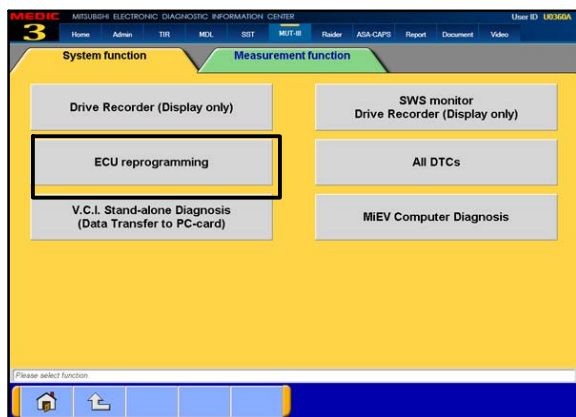 MEDIC MITSUBISHI ELECTRONIC DIAGNOSTIC INFORMATION CENTER User ID U0360A
3 Home Admin TIR MDL SST MUT-III Raider ASA-CAPS Report Document Video
System function Measurement function
Drive Recorder (Display only)
SWS monitor
Drive Recorder (Display only)
ECU reprogramming
All DTCs
V.C.I. Stand-alone Diagnosis
(Data Transfer to PC-card)
MiEV Computer Diagnosis
Please select function